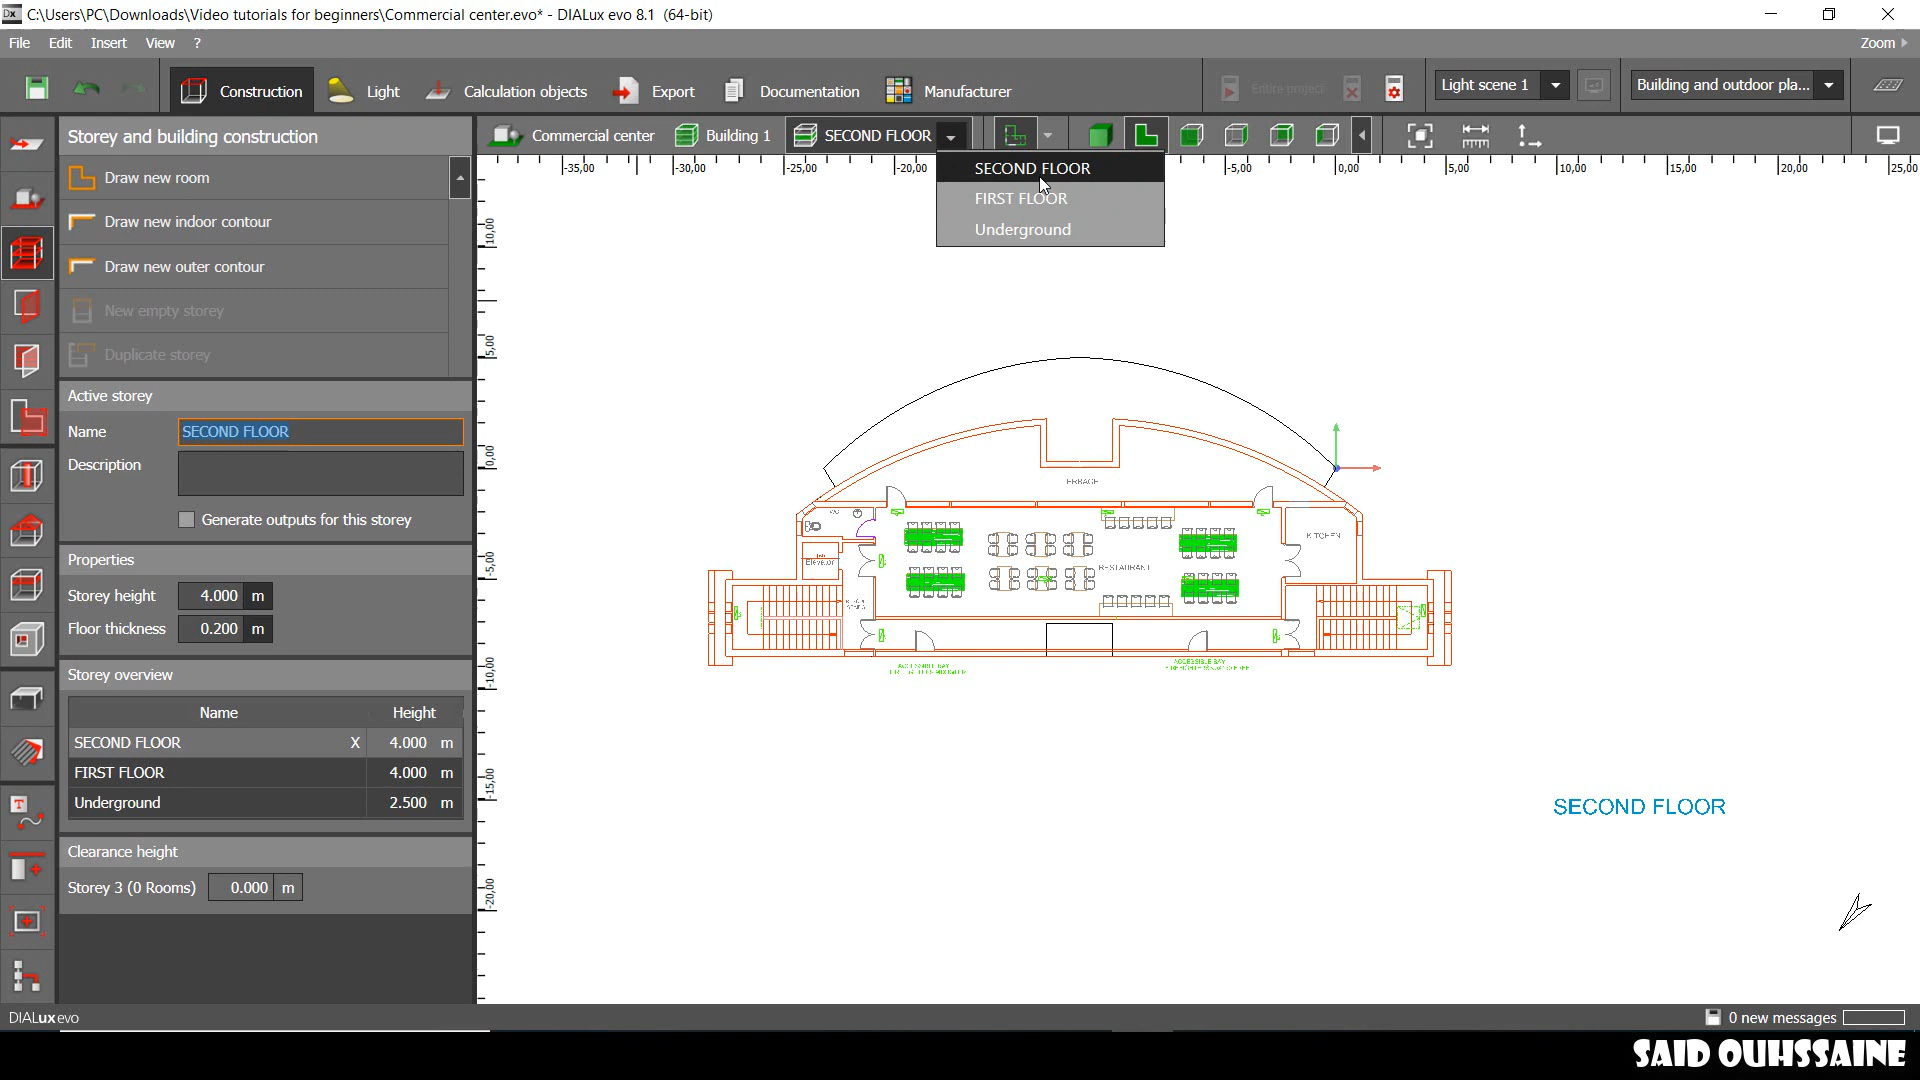 C:\Users\PC\Downloads\Video tutorials for beginners\Commercial center.evo* - DIALux evo 8.1 (64-bit)
File Edit Insert View ?
Zoom
Construction
Light
Calculation objects
Export
Documentation
Manufacturer
Entire project
Light scene 1
Building and outdoor pla...
Storey and building construction
Commercial center
Building 1
SECOND FLOOR
SECOND FLOOR
FIRST FLOOR
Underground
Draw new room
Draw new indoor contour
Draw new outer contour
New empty storey
Duplicate storey
Active storey
Name SECOND FLOOR
Description
Generate outputs for this storey
Properties
Storey height 4.000 m
Floor thickness 0.200 m
Storey overview
Name Height
SECOND FLOOR X 4.000 m
FIRST FLOOR 4.000 m
Underground 2.500 m
Clearance height
Storey 3 (0 Rooms) 0.000 m
-35,00 -30,00 -25,00 -20,00 -5,00 0,00 5,00 10,00 15,00 20,00 25,00
10,00
5,00
0,00
-5,00
-10,00
-15,00
-20,00
KITCHEN
Elevator
RESTAURANT
ACCESSIBLE BAY
ACCESSIBLE BAY
SECOND FLOOR
DIALux evo
0 new messages
SAID OUHSSAINE